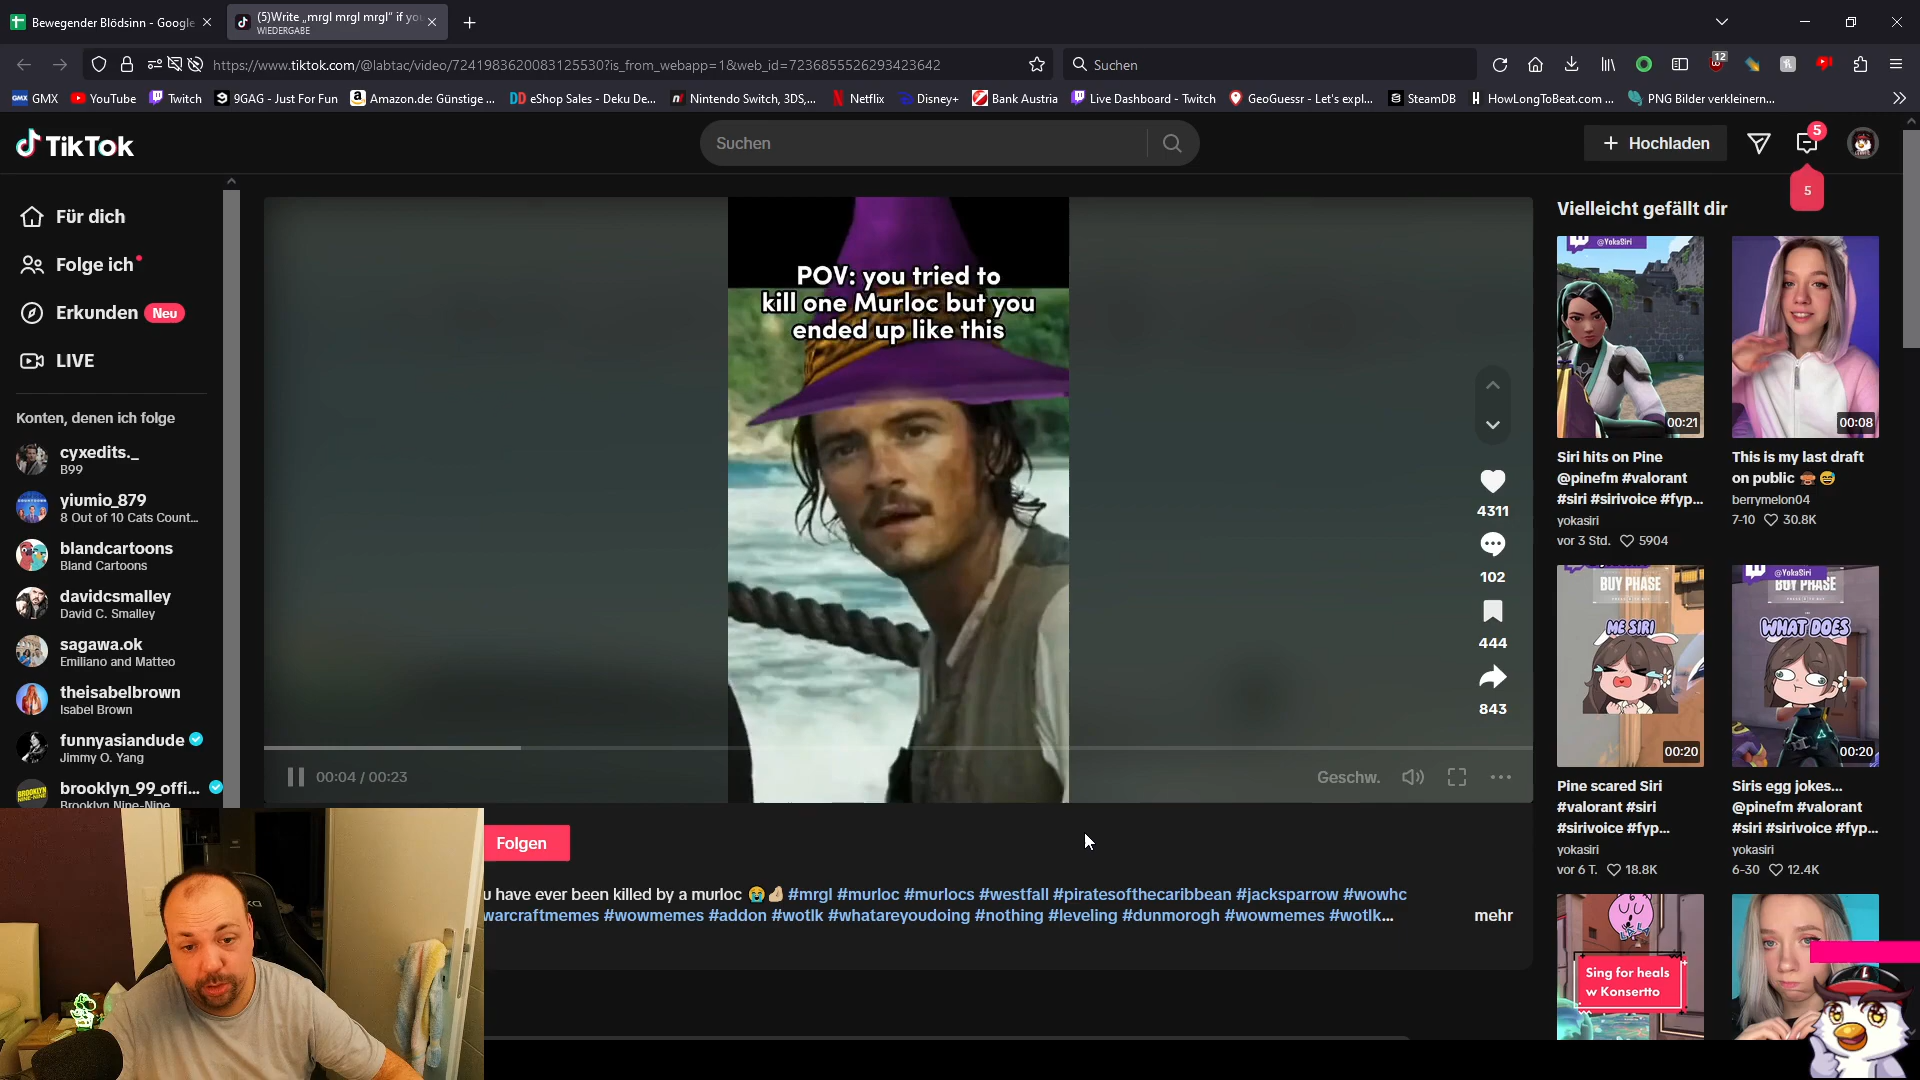 Bewegender Blödsinn - Google
(5)Write „mrgl mrgl mrgl“ if you
WIEDERGABE
https://www.tiktok.com/@labtac/video/7241983620083125530?is_from_webapp=1&web_id=7236855526293423642
Suchen
12
GMX
YouTube
Twitch
9GAG - Just For Fun
Amazon.de: Günstige ...
eShop Sales - Deku De...
Nintendo Switch, 3DS,...
Netflix
Disney+
Bank Austria
Live Dashboard - Twitch
GeoGuessr - Let's expl...
SteamDB
HowLongToBeat.com ...
PNG Bilder verkleinern...
TikTok
Suchen
+ Hochladen
5
5
Für dich
Folge ich
Erkunden Neu
LIVE
Konten, denen ich folge
cyxedits._
B99
yiumio_879
8 Out of 10 Cats Count...
blandcartoons
Bland Cartoons
davidcsmalley
David C. Smalley
sagawa.ok
Emiliano and Matteo
theisabelbrown
Isabel Brown
funnyasiandude
Jimmy O. Yang
brooklyn_99_offi...
Brooklyn Nine-Nine
POV: you tried to
kill one Murloc but you
ended up like this
4311
102
444
843
00:04 / 00:23
Geschw.
Folgen
u have ever been killed by a murloc 😭🤌🏼 #mrgl #murloc #murlocs #westfall #piratesofthecaribbean #jacksparrow #wowhc
warcraftmemes #wowmemes #addon #wotlk #whatareyoudoing #nothing #leveling #dunmorogh #wowmemes #wotlk...
mehr
Vielleicht gefällt dir
@YokaSiri
00:21
Siri hits on Pine
@pinefm #valorant
#siri #sirivoice #fyp...
yokasiri
vor 3 Std. 5904
00:08
This is my last draft
on public 🙈😅
berrymelon04
7-10 30.8K
BUY PHASE
ME SIRI
00:20
Pine scared Siri
#valorant #siri
#sirivoice #fyp...
yokasiri
vor 6 T. 18.8K
@YokaSiri
BUY PHASE
WHAT DOES
00:20
Siris egg jokes...
@pinefm #valorant
#siri #sirivoice #fyp...
yokasiri
6-30 12.4K
Sing for heals
w Konsertto